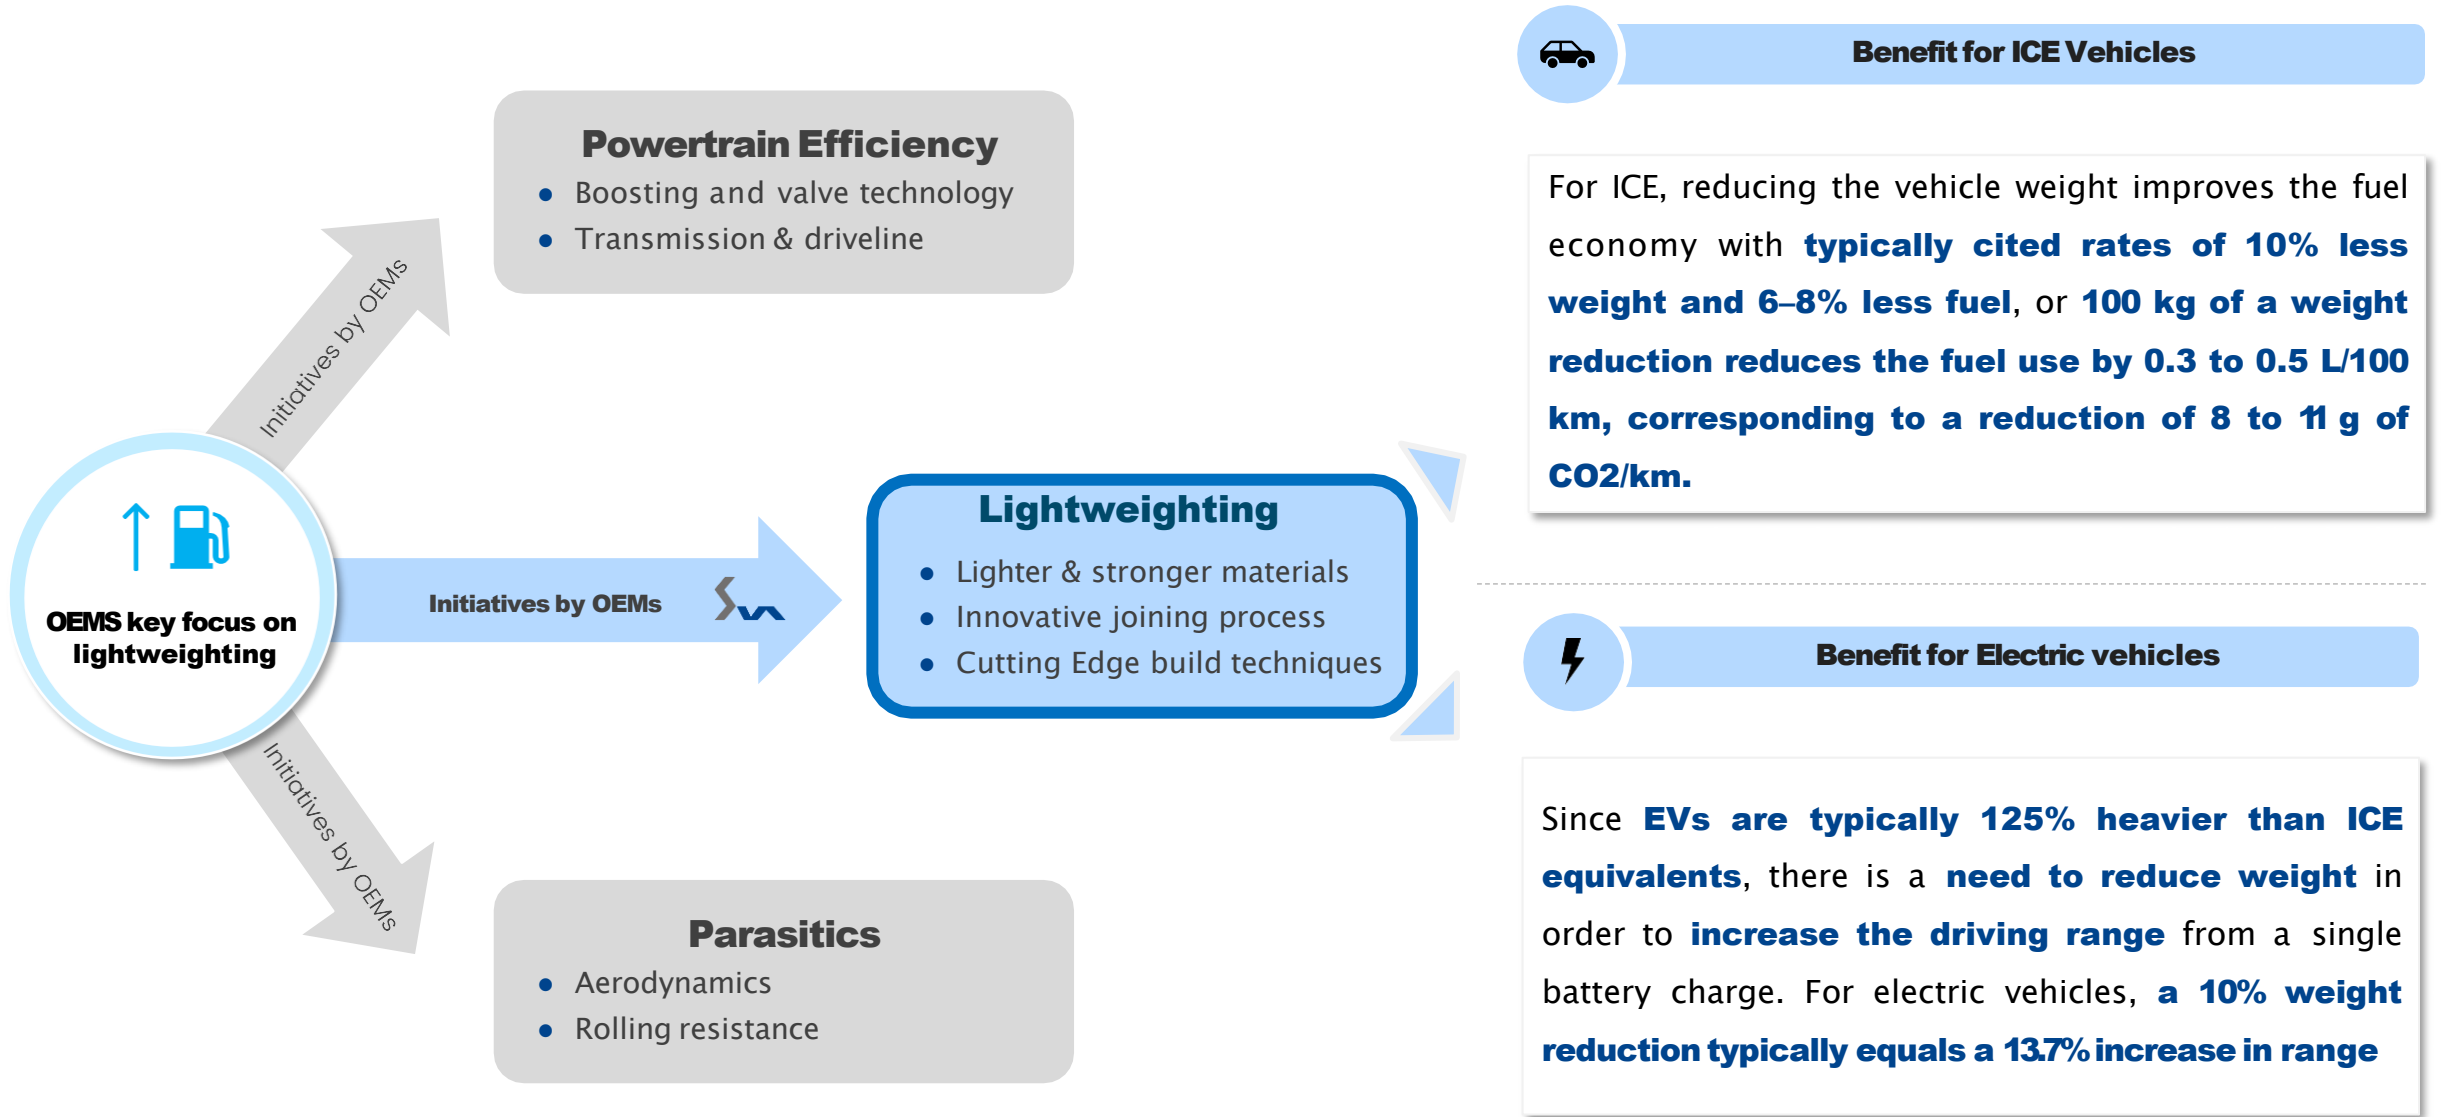 Benefit for ICE Vehicles
Powertrain Efficiency
● Boosting and valve technology
● Transmission & driveline
For ICE, reducing the vehicle weight improves the fuel
economy with typically cited rates of 10% less
weight and 6–8% less fuel, or 100 kg of a weight
reduction reduces the fuel use by 0.3 to 0.5 L/100
km, corresponding to a reduction of 8 to 11 g of
CO2/km.
Initiatives by OEMs
OEMS key focus on
lightweighting
Initiatives by OEMs
Lightweighting
● Lighter & stronger materials
● Innovative joining process
● Cutting Edge build techniques
Benefit for Electric vehicles
Initiatives by OEMs
Parasitics
● Aerodynamics
● Rolling resistance
Since EVs are typically 125% heavier than ICE
equivalents, there is a need to reduce weight in
order to increase the driving range from a single
battery charge. For electric vehicles, a 10% weight
reduction typically equals a 13.7% increase in range